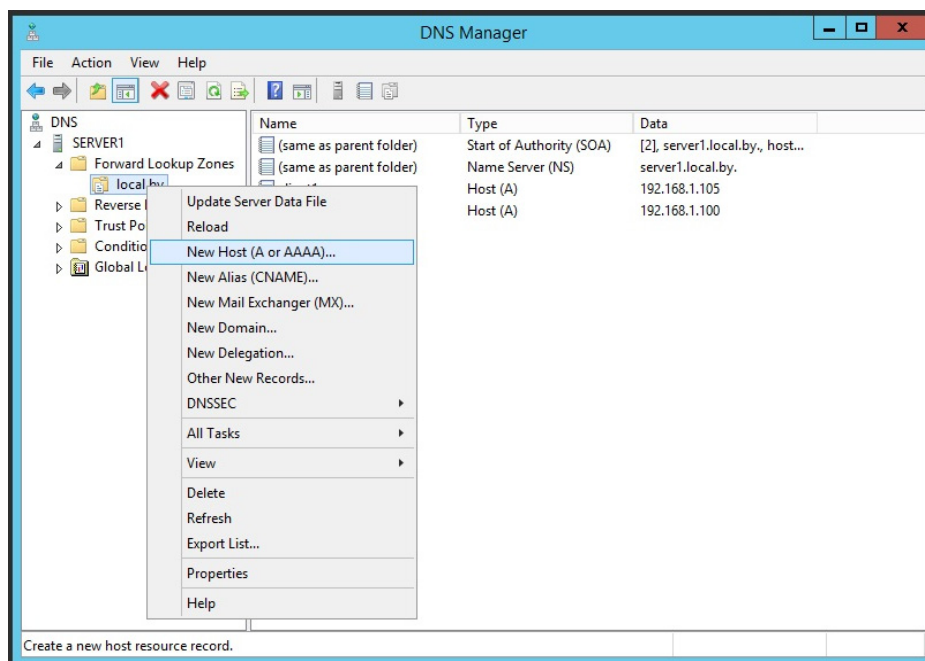 DNS Manager
File Action View Help
DNS
SERVER1
Forward Lookup Zones
local.by
Reverse
Trust Po
Conditio
Global L
Name Type Data
(same as parent folder) Start of Authority (SOA) [2], server1.local.by., host...
(same as parent folder) Name Server (NS) server1.local.by.
Host (A) 192.168.1.105
Host (A) 192.168.1.100
Update Server Data File
Reload
New Host (A or AAAA)...
New Alias (CNAME)...
New Mail Exchanger (MX)...
New Domain...
New Delegation...
Other New Records...
DNSSEC
All Tasks
View
Delete
Refresh
Export List...
Properties
Help
Create a new host resource record.